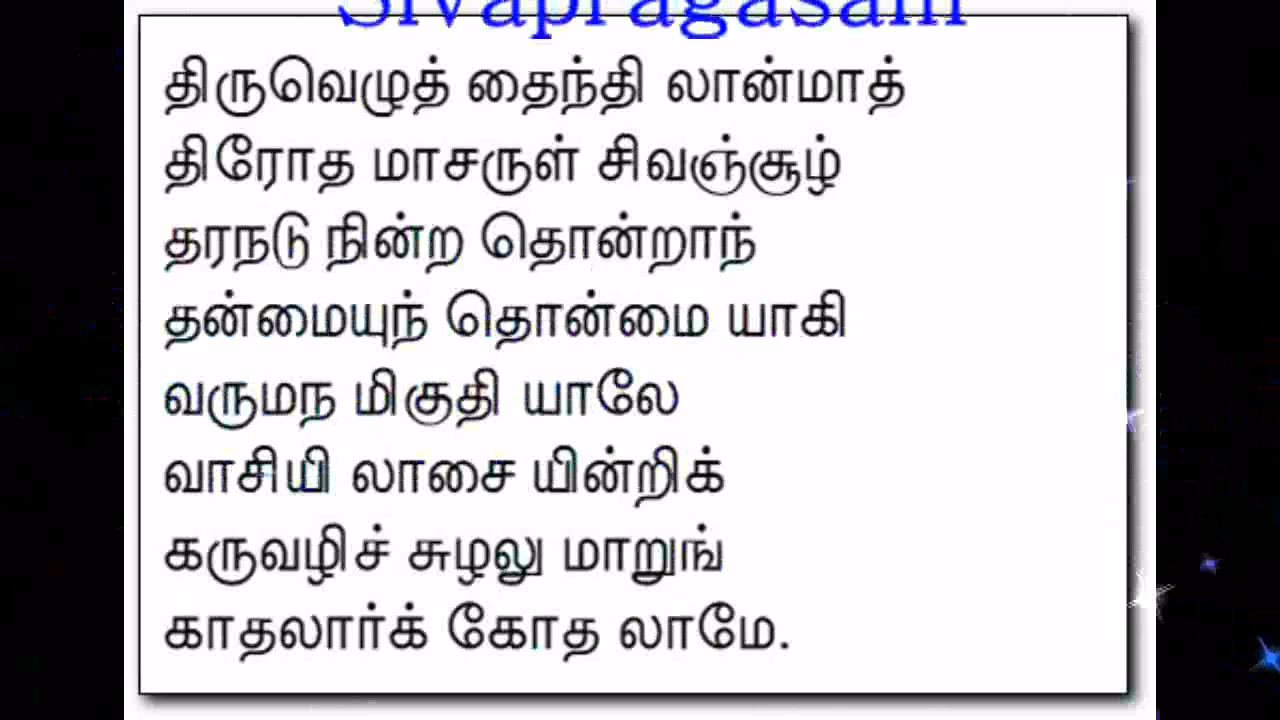 Sivapragasam
திருவெழுத் தைந்தி லான்மாத்
திரோத மாசருள் சிவஞ்சூழ்
தரநடு நின்ற தொன்றாந்
தன்மையுந் தொன்மை யாகி
வருமந மிகுதி யாலே
வாசியி லாசை யின்றிக்
கருவழிச் சுழலு மாறுங்
காதலார்க் கோத லாமே.